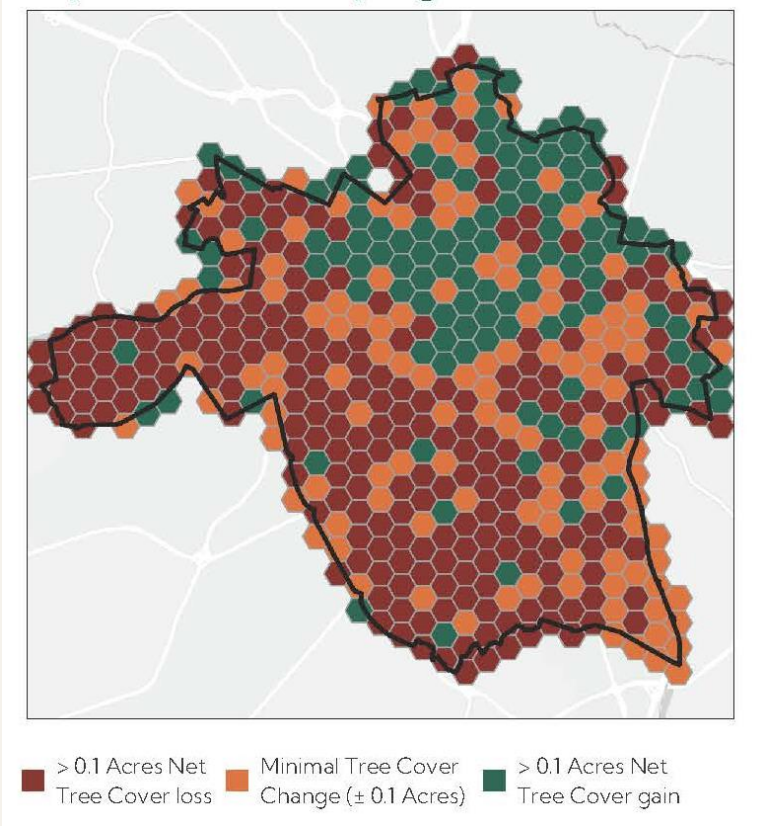 > 0.1 Acres Net
Tree Cover loss
Minimal Tree Cover
Change (± 0.1 Acres)
> 0.1 Acres Net
Tree Cover gain